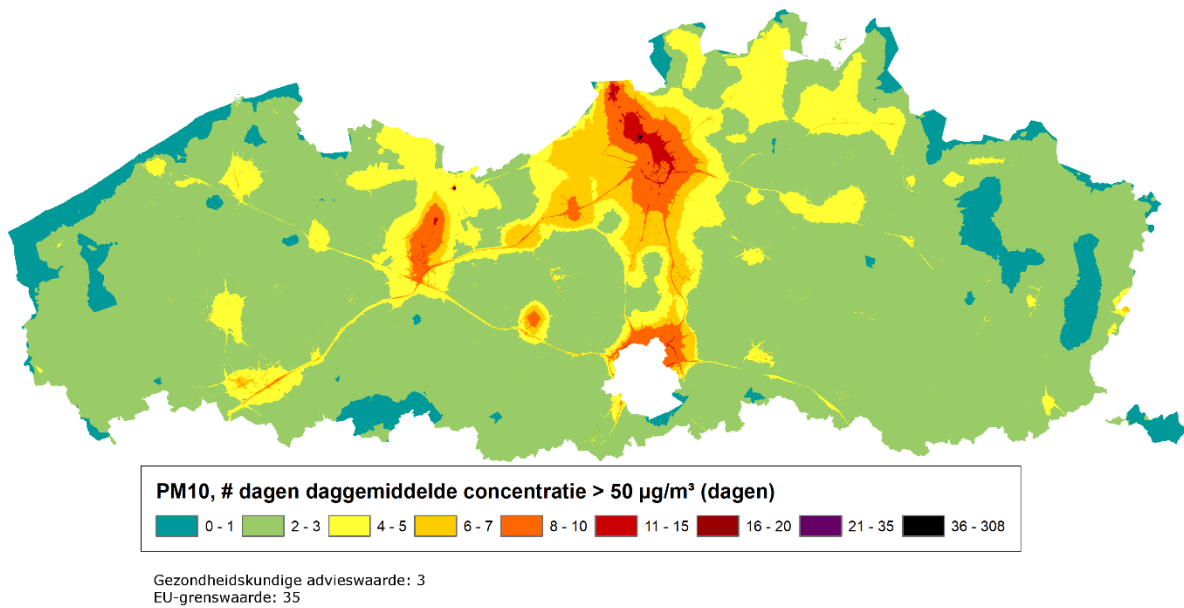 PM10, # dagen daggemiddelde concentratie > 50 µg/m³ (dagen)
0 - 1 2 - 3 4 - 5 6 - 7 8 - 10 11 - 15 16 - 20 21 - 35 36 - 308
Gezondheidskundige advieswaarde: 3
EU-grenswaarde: 35